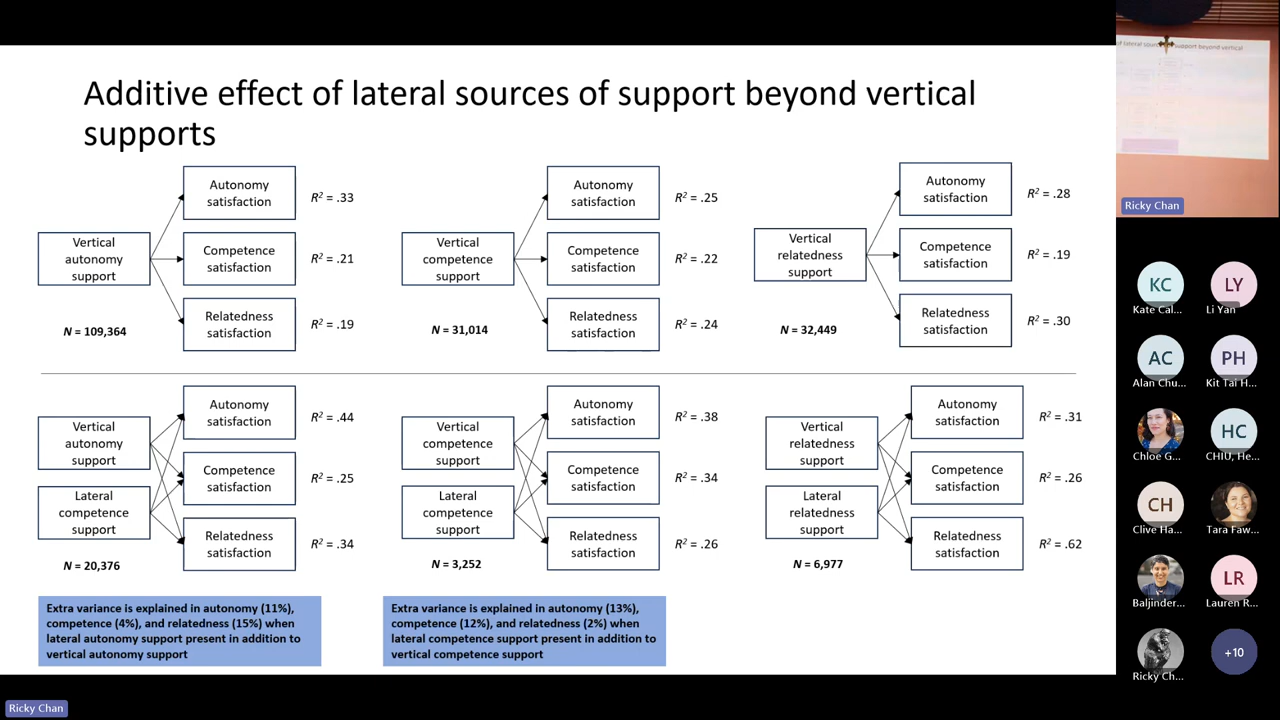 Additive effect of lateral sources of support beyond vertical
supports
Vertical
autonomy
support
Autonomy
satisfaction
R² = .33
Competence
satisfaction
R² = .21
Relatedness
satisfaction
R² = .19
N = 109,364
Vertical
competence
support
Autonomy
satisfaction
R² = .25
Competence
satisfaction
R² = .22
Relatedness
satisfaction
R² = .24
N = 31,014
Vertical
relatedness
support
Autonomy
satisfaction
R² = .28
Competence
satisfaction
R² = .19
Relatedness
satisfaction
R² = .30
N = 32,449
Vertical
autonomy
support
Lateral
competence
support
Autonomy
satisfaction
R² = .44
Competence
satisfaction
R² = .25
Relatedness
satisfaction
R² = .34
N = 20,376
Vertical
competence
support
Lateral
competence
support
Autonomy
satisfaction
R² = .38
Competence
satisfaction
R² = .34
Relatedness
satisfaction
R² = .26
N = 3,252
Vertical
relatedness
support
Lateral
relatedness
support
Autonomy
satisfaction
R² = .31
Competence
satisfaction
R² = .26
Relatedness
satisfaction
R² = .62
N = 6,977
Extra variance is explained in autonomy (11%),
competence (4%), and relatedness (15%) when
lateral autonomy support present in addition to
vertical autonomy support
Extra variance is explained in autonomy (13%),
competence (12%), and relatedness (2%) when
lateral competence support present in addition to
vertical competence support
Ricky Chan
Ricky Chan
KC
Kate Cal...
LY
Li Yan
AC
Alan Chu...
PH
Kit Tai H...
Chloe G...
HC
CHIU, He...
CH
Clive Ha...
Tara Faw...
Baljinder...
LR
Lauren R...
Ricky Ch...
+10